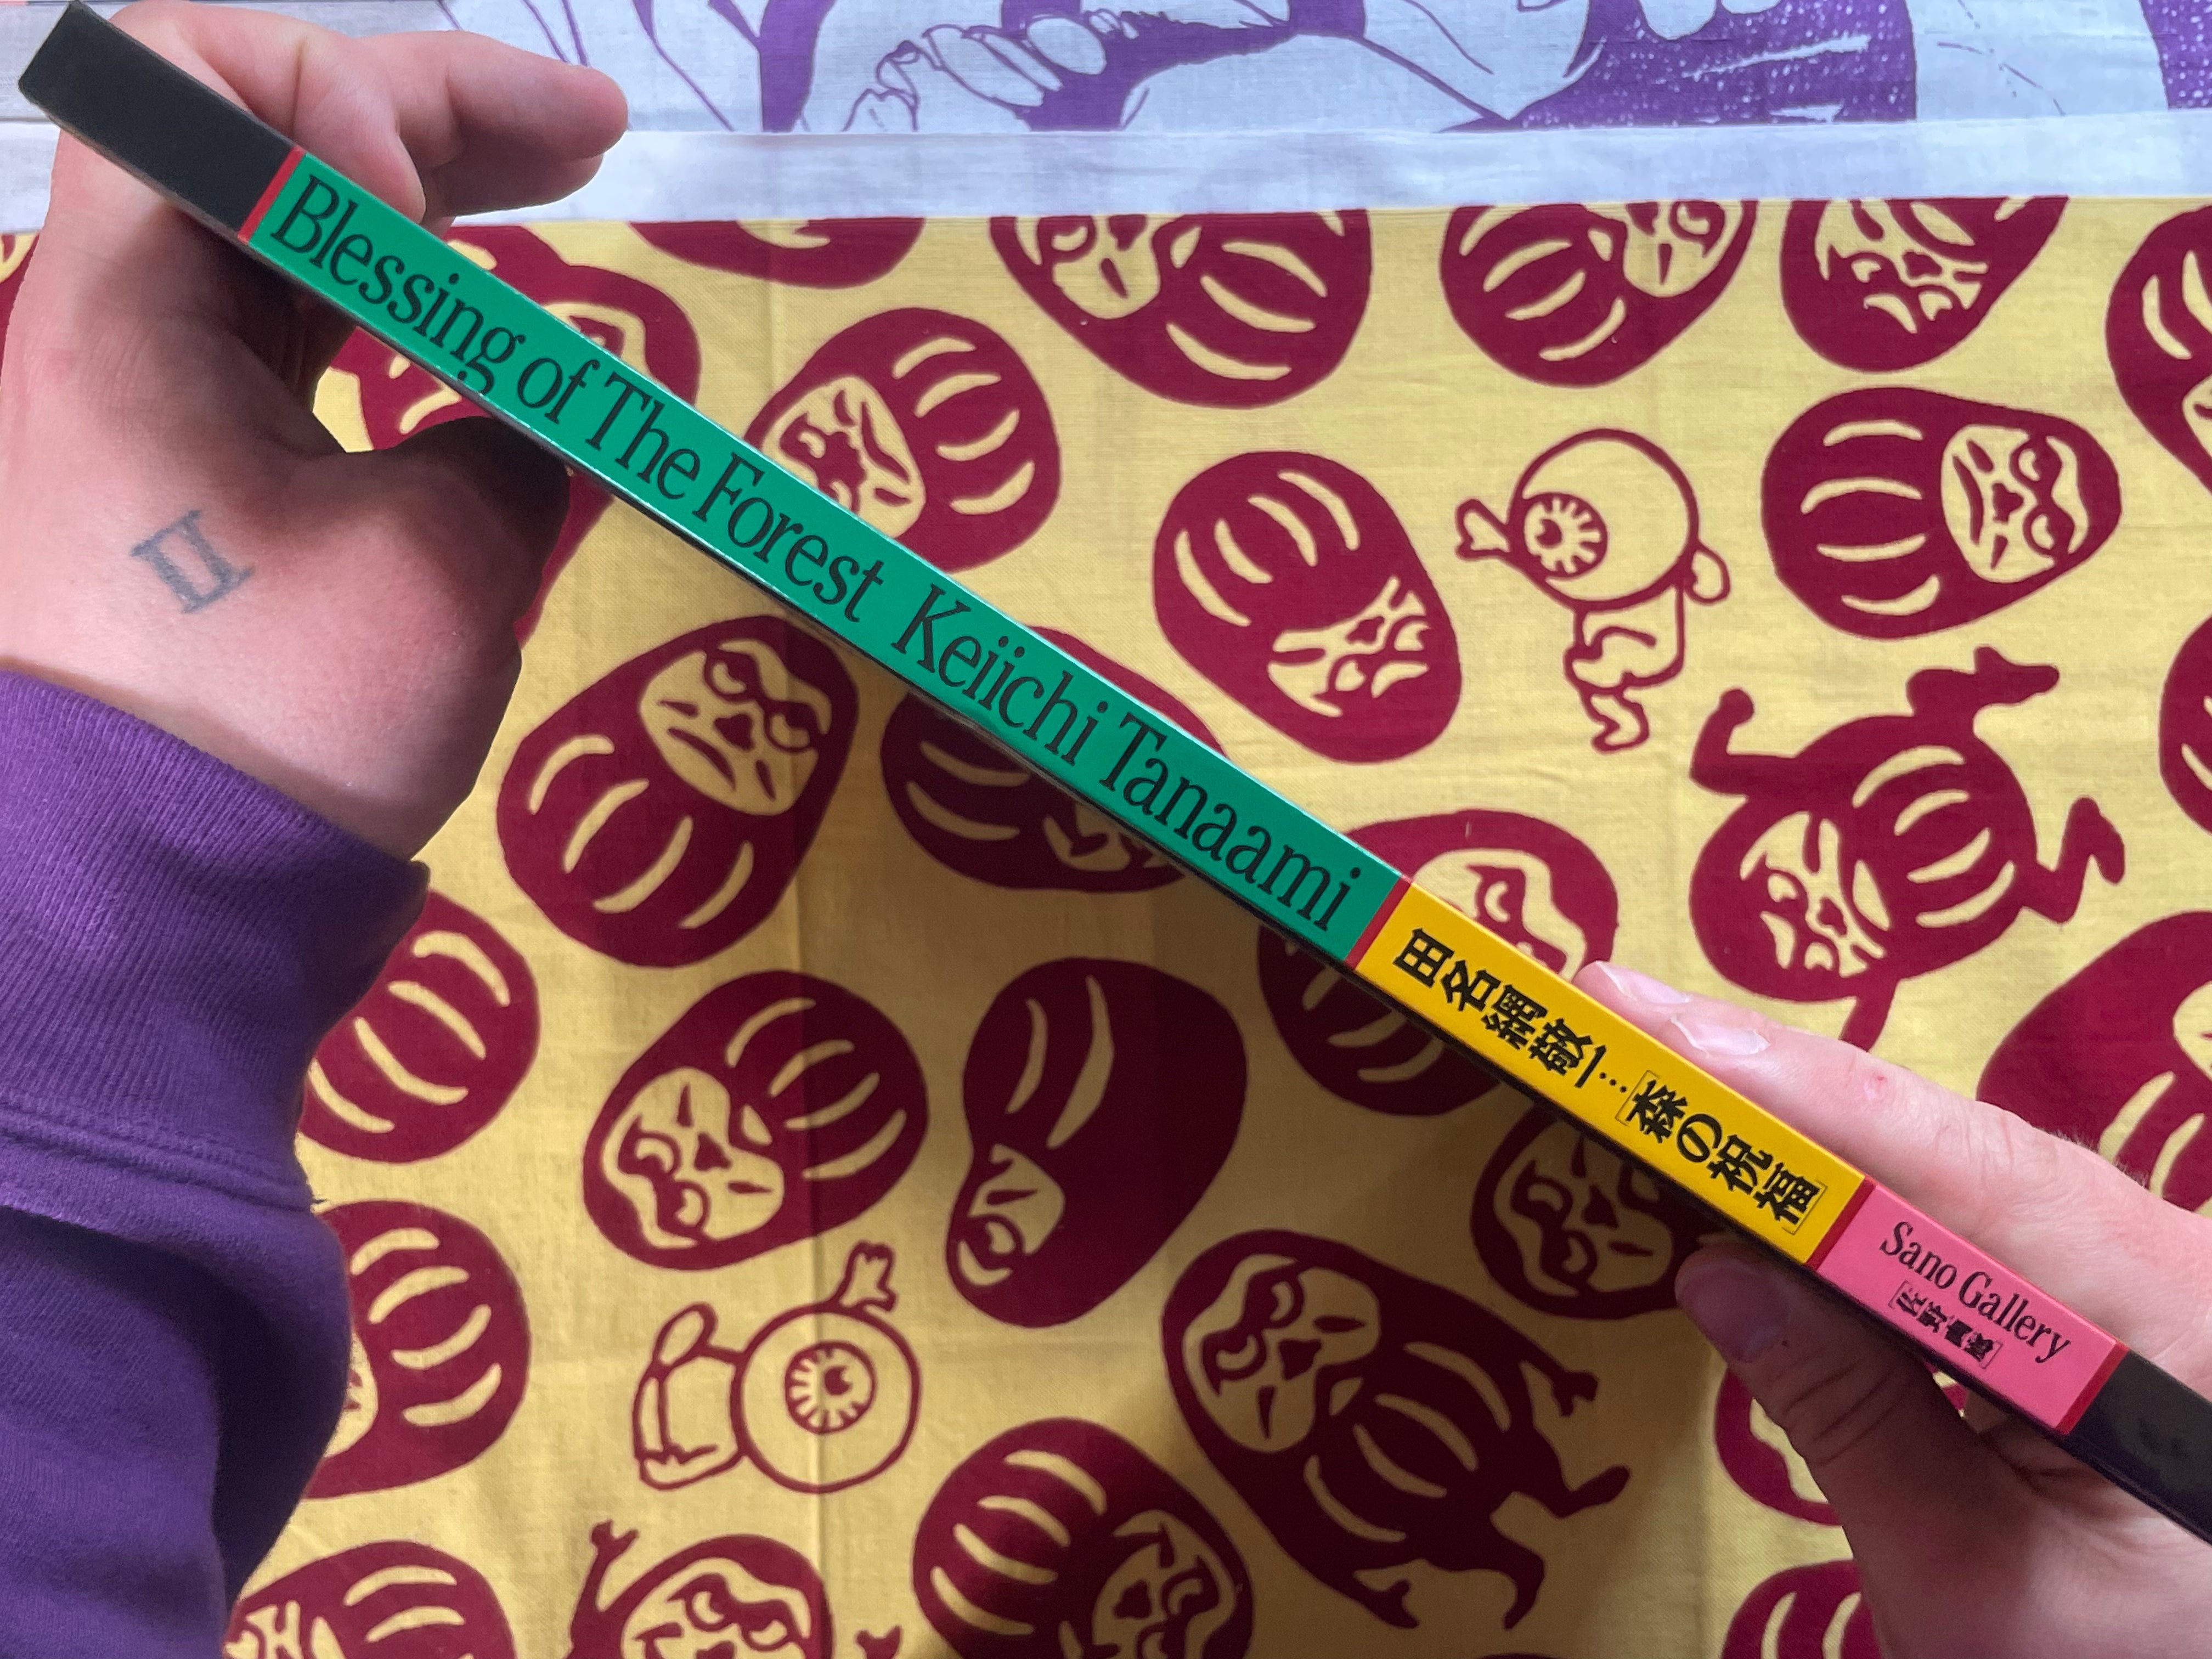 Blessing of The Forest Keiichi Tanaami
田名網敬一…[森の祝福]
Sano Gallery
[佐野画廊]
II